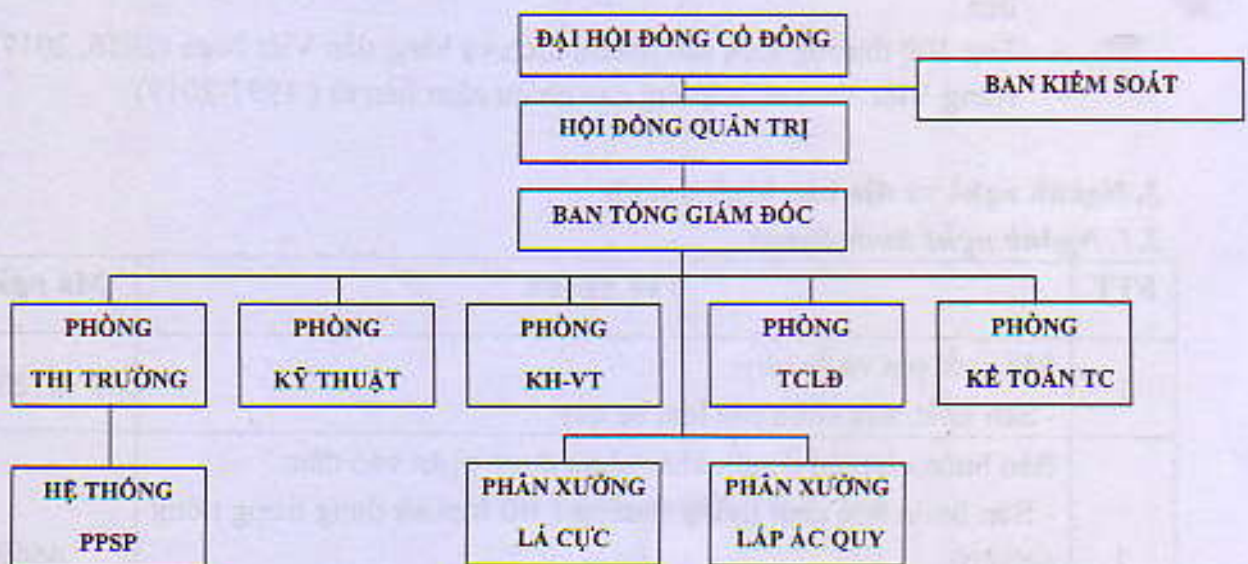 ĐẠI HỘI ĐỒNG CỔ ĐÔNG
BAN KIỂM SOÁT
HỘI ĐỒNG QUẢN TRỊ
BAN TỔNG GIÁM ĐỐC
PHÒNG
THỊ TRƯỜNG
PHÒNG
KỸ THUẬT
PHÒNG
KH-VT
PHÒNG
TCLĐ
PHÒNG
KẾ TOÁN TC
HỆ THỐNG
PPSP
PHÂN XƯỞNG
LÁ CỰC
PHÂN XƯỞNG
LẮP ẮC QUY